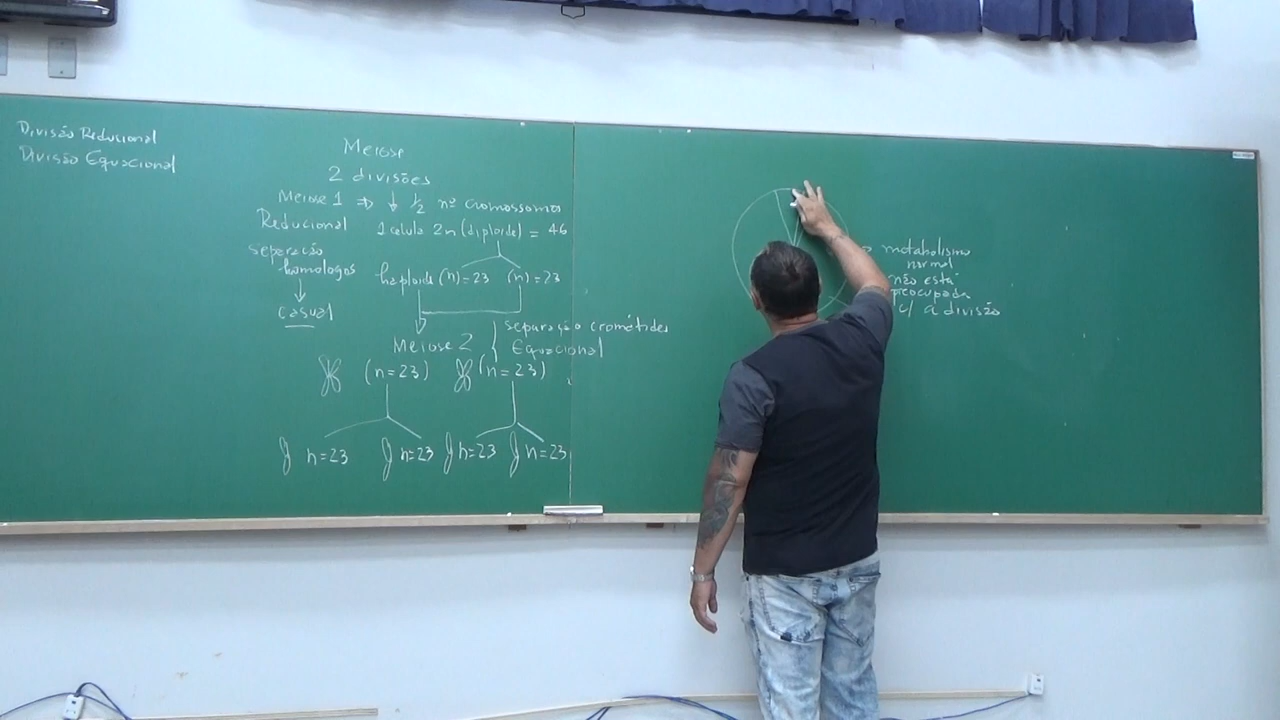 Divisão Reducional
Divisão Equacional
Meiose
2 divisões
Meiose 1 ⇒ ↓ 1/2 nº cromossomos
Reducional 1 celula 2n (diploide) = 46
separação
homologos
haploide (n) = 23 (n) = 23
casual
separação cromátides
Meiose 2 Equacional
(n = 23) (n = 23)
n = 23 n = 23 n = 23 n = 23
metabolismo
normal
não está
preocupada
c/ a divisão